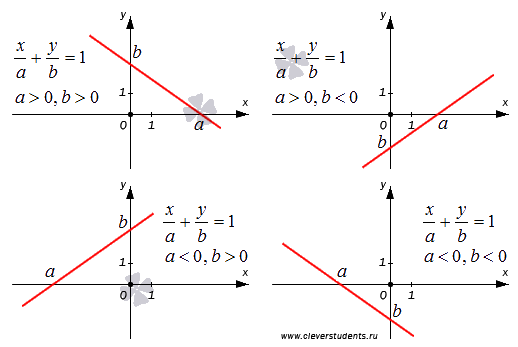 y
x/a + y/b = 1
a > 0, b > 0
b
1
x
0 1 a
y
x/a + y/b = 1
a > 0, b < 0
1
x
0 1 a
b
y
b
x/a + y/b = 1
a < 0, b > 0
a
1
x
0 1
y
x/a + y/b = 1
a < 0, b < 0
a
1
x
0 1
b
www.cleverstudents.ru